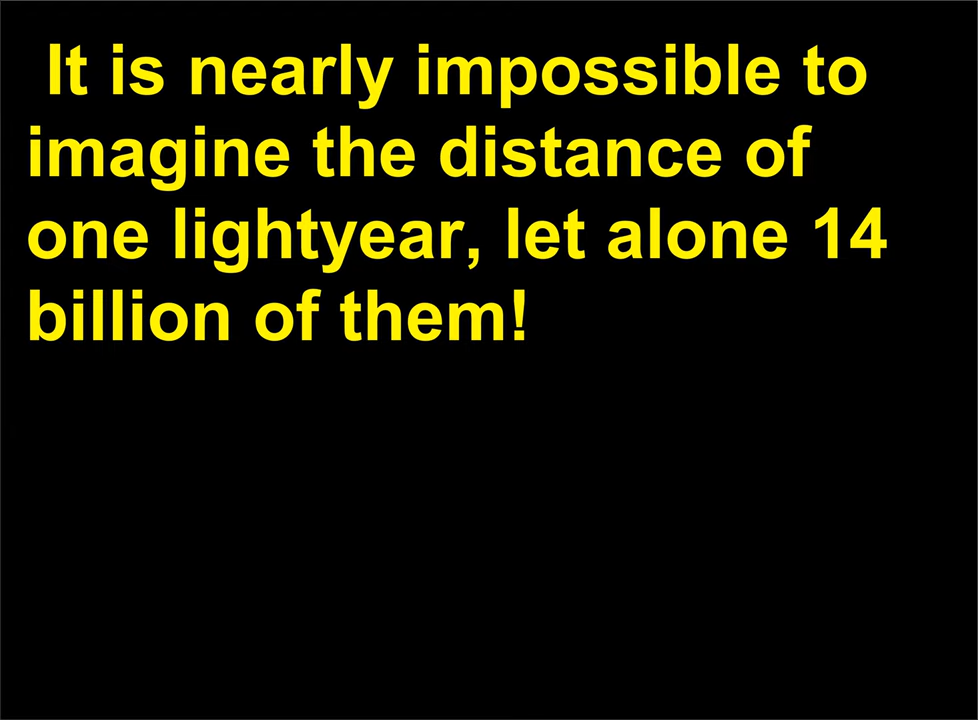 It is nearly impossible to
imagine the distance of
one lightyear, let alone 14
billion of them!